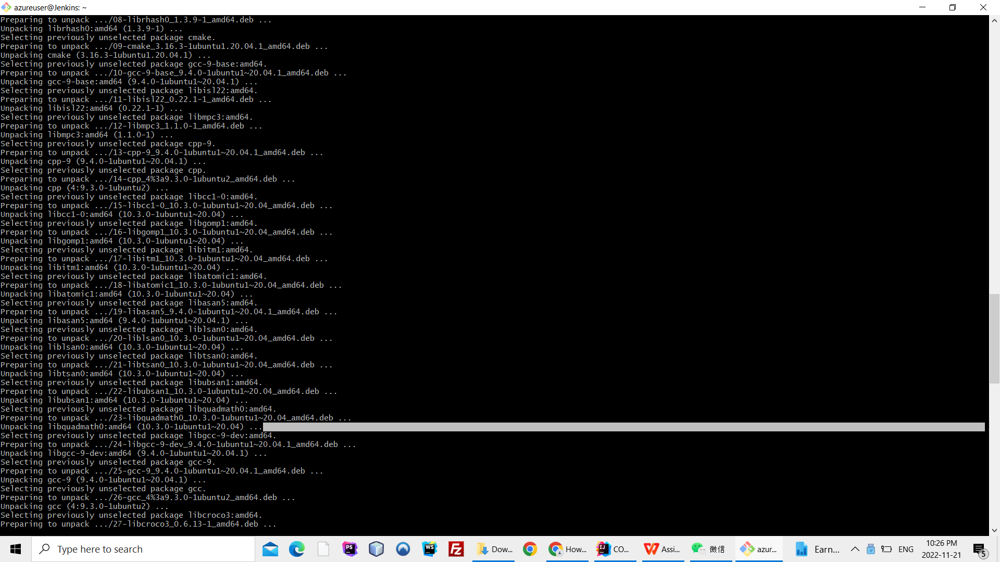 azureuser@Jenkins: ~
Preparing to unpack .../08-librhash0_1.3.9-1_amd64.deb ...
Unpacking librhash0:amd64 (1.3.9-1) ...
Selecting previously unselected package cmake.
Preparing to unpack .../09-cmake_3.16.3-1ubuntu1.20.04.1_amd64.deb ...
Unpacking cmake (3.16.3-1ubuntu1.20.04.1) ...
Selecting previously unselected package gcc-9-base:amd64.
Preparing to unpack .../10-gcc-9-base_9.4.0-1ubuntu1~20.04.1_amd64.deb ...
Unpacking gcc-9-base:amd64 (9.4.0-1ubuntu1~20.04.1) ...
Selecting previously unselected package libisl22:amd64.
Preparing to unpack .../11-libisl22_0.22.1-1_amd64.deb ...
Unpacking libisl22:amd64 (0.22.1-1) ...
Selecting previously unselected package libmpc3:amd64.
Preparing to unpack .../12-libmpc3_1.1.0-1_amd64.deb ...
Unpacking libmpc3:amd64 (1.1.0-1) ...
Selecting previously unselected package cpp-9.
Preparing to unpack .../13-cpp-9_9.4.0-1ubuntu1~20.04.1_amd64.deb ...
Unpacking cpp-9 (9.4.0-1ubuntu1~20.04.1) ...
Selecting previously unselected package cpp.
Preparing to unpack .../14-cpp_4%3a9.3.0-1ubuntu2_amd64.deb ...
Unpacking cpp (4:9.3.0-1ubuntu2) ...
Selecting previously unselected package libcc1-0:amd64.
Preparing to unpack .../15-libcc1-0_10.3.0-1ubuntu1~20.04_amd64.deb ...
Unpacking libcc1-0:amd64 (10.3.0-1ubuntu1~20.04) ...
Selecting previously unselected package libgomp1:amd64.
Preparing to unpack .../16-libgomp1_10.3.0-1ubuntu1~20.04_amd64.deb ...
Unpacking libgomp1:amd64 (10.3.0-1ubuntu1~20.04) ...
Selecting previously unselected package libitm1:amd64.
Preparing to unpack .../17-libitm1_10.3.0-1ubuntu1~20.04_amd64.deb ...
Unpacking libitm1:amd64 (10.3.0-1ubuntu1~20.04) ...
Selecting previously unselected package libatomic1:amd64.
Preparing to unpack .../18-libatomic1_10.3.0-1ubuntu1~20.04_amd64.deb ...
Unpacking libatomic1:amd64 (10.3.0-1ubuntu1~20.04) ...
Selecting previously unselected package libasan5:amd64.
Preparing to unpack .../19-libasan5_9.4.0-1ubuntu1~20.04.1_amd64.deb ...
Unpacking libasan5:amd64 (9.4.0-1ubuntu1~20.04.1) ...
Selecting previously unselected package liblsan0:amd64.
Preparing to unpack .../20-liblsan0_10.3.0-1ubuntu1~20.04_amd64.deb ...
Unpacking liblsan0:amd64 (10.3.0-1ubuntu1~20.04) ...
Selecting previously unselected package libtsan0:amd64.
Preparing to unpack .../21-libtsan0_10.3.0-1ubuntu1~20.04_amd64.deb ...
Unpacking libtsan0:amd64 (10.3.0-1ubuntu1~20.04) ...
Selecting previously unselected package libubsan1:amd64.
Preparing to unpack .../22-libubsan1_10.3.0-1ubuntu1~20.04_amd64.deb ...
Unpacking libubsan1:amd64 (10.3.0-1ubuntu1~20.04) ...
Selecting previously unselected package libquadmath0:amd64.
Preparing to unpack .../23-libquadmath0_10.3.0-1ubuntu1~20.04_amd64.deb ...
Unpacking libquadmath0:amd64 (10.3.0-1ubuntu1~20.04) ...
Selecting previously unselected package libgcc-9-dev:amd64.
Preparing to unpack .../24-libgcc-9-dev_9.4.0-1ubuntu1~20.04.1_amd64.deb ...
Unpacking libgcc-9-dev:amd64 (9.4.0-1ubuntu1~20.04.1) ...
Selecting previously unselected package gcc-9.
Preparing to unpack .../25-gcc-9_9.4.0-1ubuntu1~20.04.1_amd64.deb ...
Unpacking gcc-9 (9.4.0-1ubuntu1~20.04.1) ...
Selecting previously unselected package gcc.
Preparing to unpack .../26-gcc_4%3a9.3.0-1ubuntu2_amd64.deb ...
Unpacking gcc (4:9.3.0-1ubuntu2) ...
Selecting previously unselected package libcroco3:amd64.
Preparing to unpack .../27-libcroco3_0.6.13-1_amd64.deb ...
Type here to search PS WS FZ Dow... How... IJ CO... Assi... 微信 azur... Earn... ENG
10:26 PM
2022-11-21
5